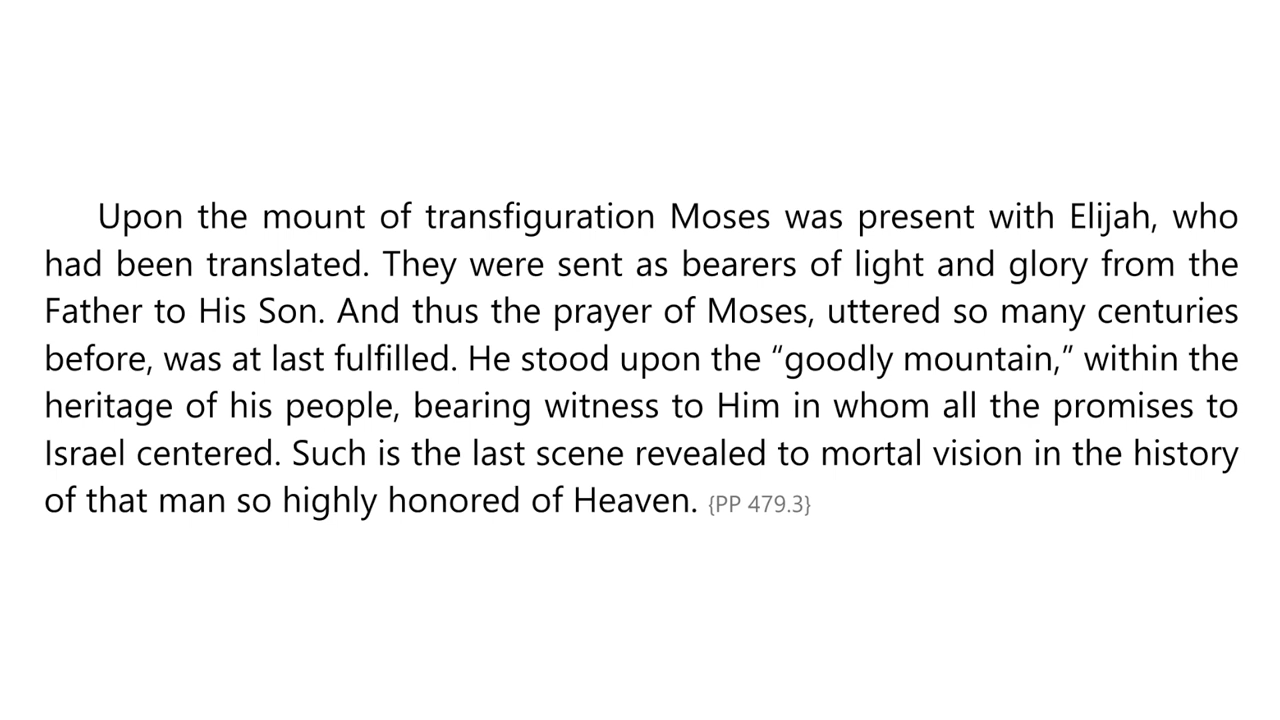 Upon the mount of transfiguration Moses was present with Elijah, who
had been translated. They were sent as bearers of light and glory from the
Father to His Son. And thus the prayer of Moses, uttered so many centuries
before, was at last fulfilled. He stood upon the “goodly mountain,” within the
heritage of his people, bearing witness to Him in whom all the promises to
Israel centered. Such is the last scene revealed to mortal vision in the history
of that man so highly honored of Heaven. {PP 479.3}